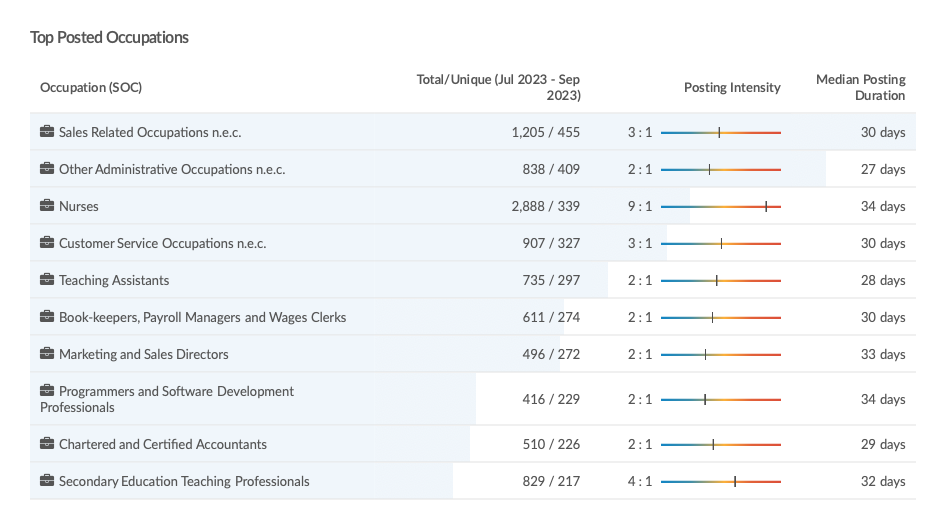 Top Posted Occupations
Occupation (SOC) Total/Unique (Jul 2023 - Sep 2023) Posting Intensity Median Posting Duration
Sales Related Occupations n.e.c. 1,205 / 455 3 : 1 30 days
Other Administrative Occupations n.e.c. 838 / 409 2 : 1 27 days
Nurses 2,888 / 339 9 : 1 34 days
Customer Service Occupations n.e.c. 907 / 327 3 : 1 30 days
Teaching Assistants 735 / 297 2 : 1 28 days
Book-keepers, Payroll Managers and Wages Clerks 611 / 274 2 : 1 30 days
Marketing and Sales Directors 496 / 272 2 : 1 33 days
Programmers and Software Development Professionals 416 / 229 2 : 1 34 days
Chartered and Certified Accountants 510 / 226 2 : 1 29 days
Secondary Education Teaching Professionals 829 / 217 4 : 1 32 days